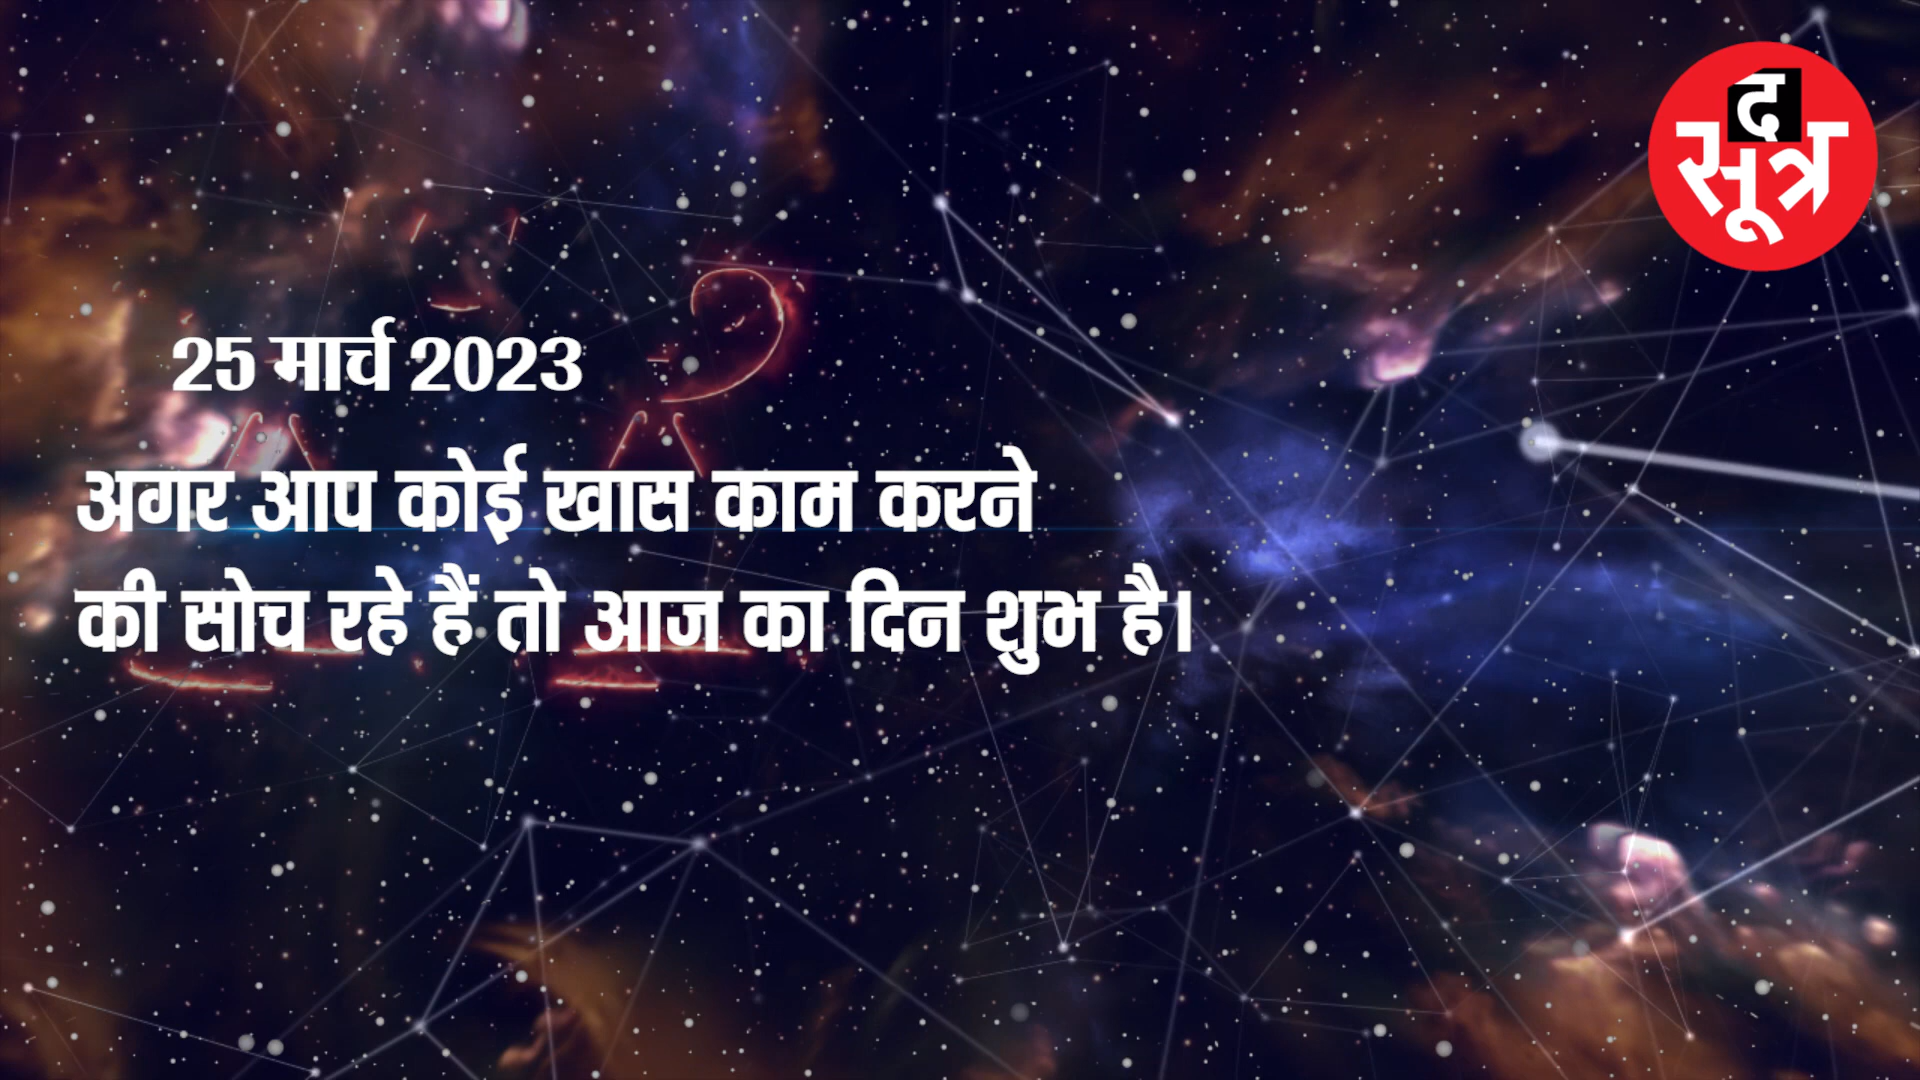 द
सूत्र
25 मार्च 2023
अगर आप कोई खास काम करने
की सोच रहे हैं तो आज का दिन शुभ है।